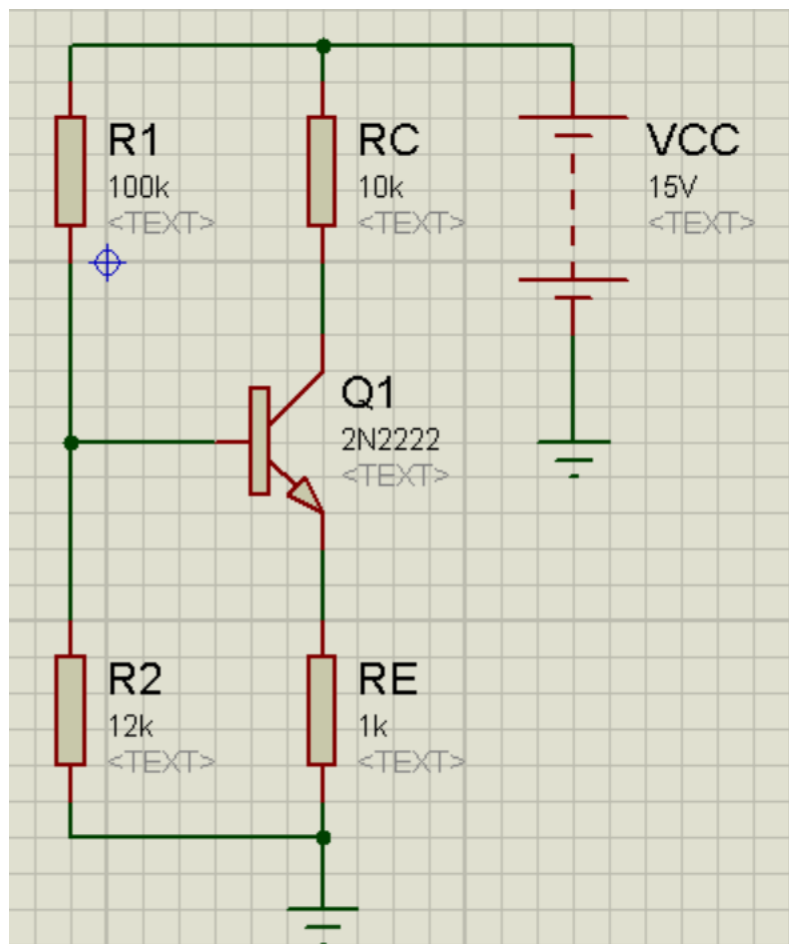 R1
100k
<TEXT>
RC
10k
<TEXT>
VCC
15V
<TEXT>
Q1
2N2222
<TEXT>
R2
12k
<TEXT>
RE
1k
<TEXT>